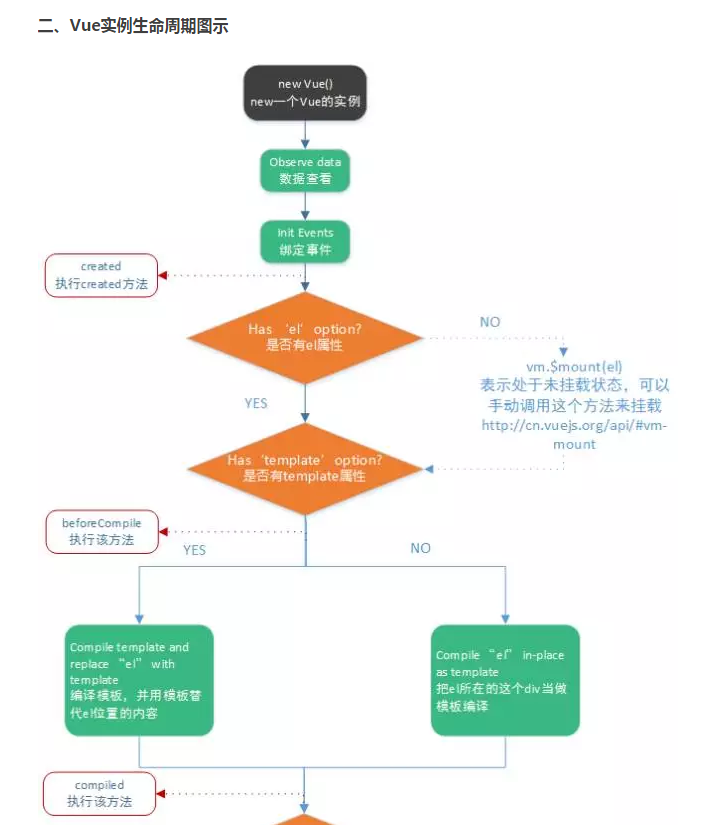 二、Vue实例生命周期图示
new Vue()
new一个Vue的实例
Observe data
数据查看
Init Events
绑定事件
created
执行created方法
Has ‘el’option?
是否有el属性
NO
vm.$mount(el)
表示处于未挂载状态，可以
手动调用这个方法来挂载
http://cn.vuejs.org/api/#vm-
mount
YES
Has‘template’option?
是否有template属性
beforeCompile
执行该方法
YES
NO
Compile template and
replace “el” with
template
编译模板，并用模板替
代el位置的内容
Compile “el” in-place
as template
把el所在的这个div当做
模板编译
compiled
执行该方法